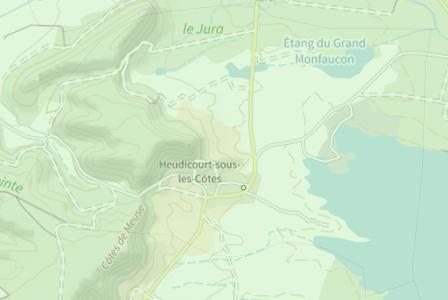 le Jura
Étang du Grand
Monfaucon
Heudicourt-sous-
les-Côtes
Côtes de Meuse